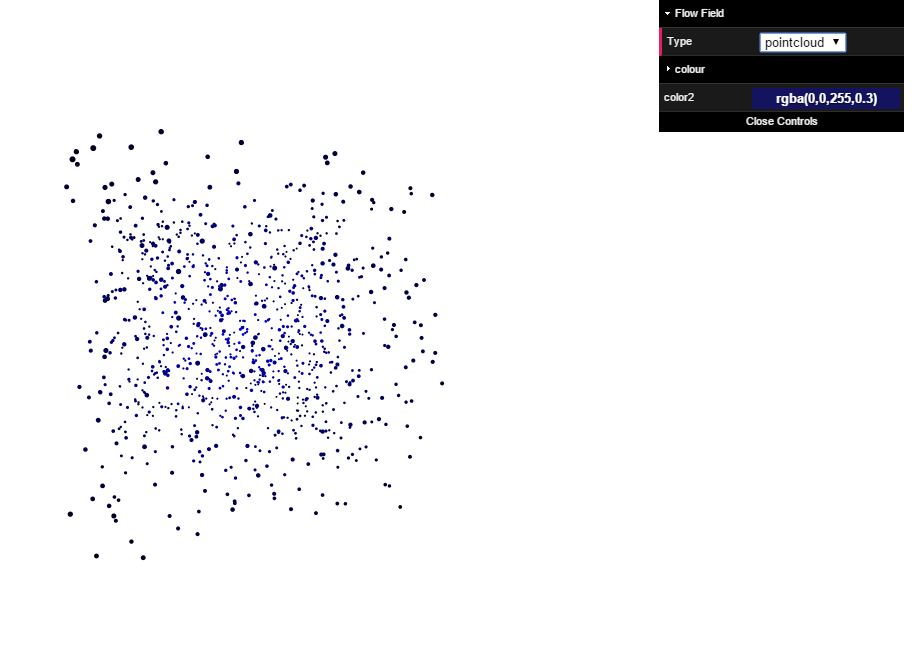 Flow Field
Type pointcloud
colour
color2 rgba(0,0,255,0.3)
Close Controls